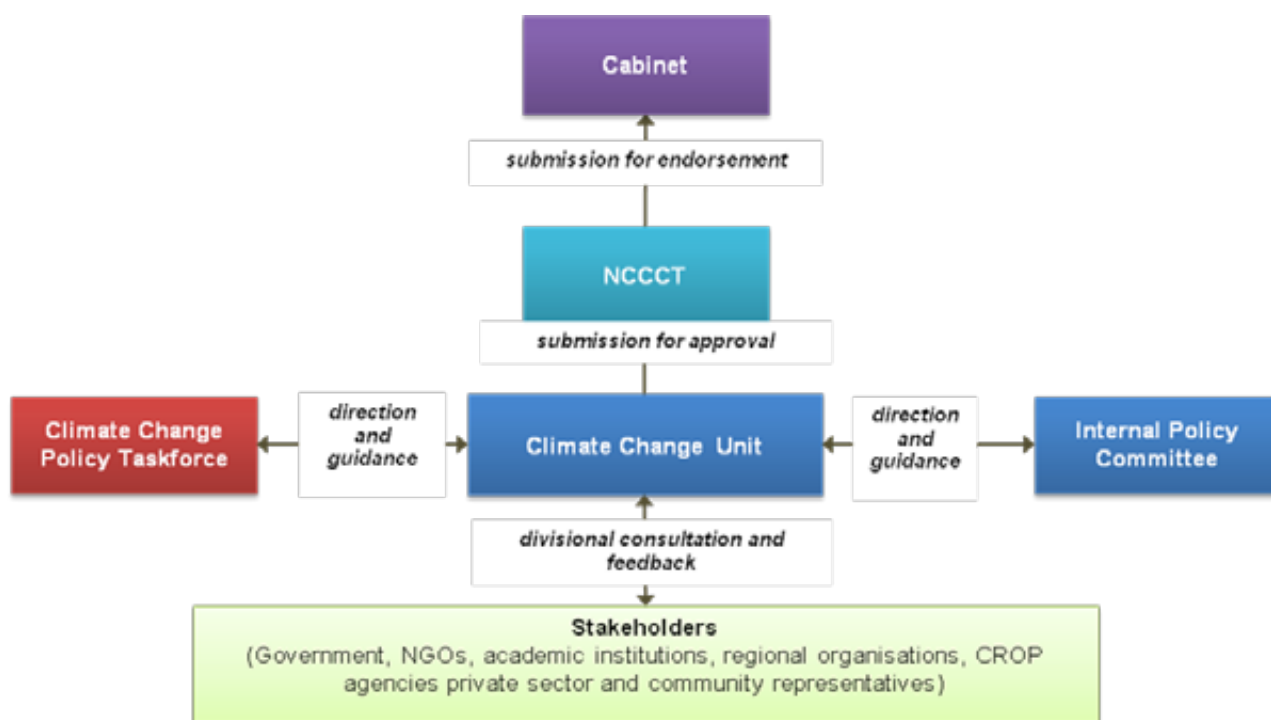 Cabinet
submission for endorsement
NCCCT
submission for approval
Climate Change
Policy Taskforce
direction
and
guidance
Climate Change Unit
direction
and
guidance
Internal Policy
Committee
divisional consultation and
feedback
Stakeholders
(Government, NGOs, academic institutions, regional organisations, CROP
agencies private sector and community representatives)